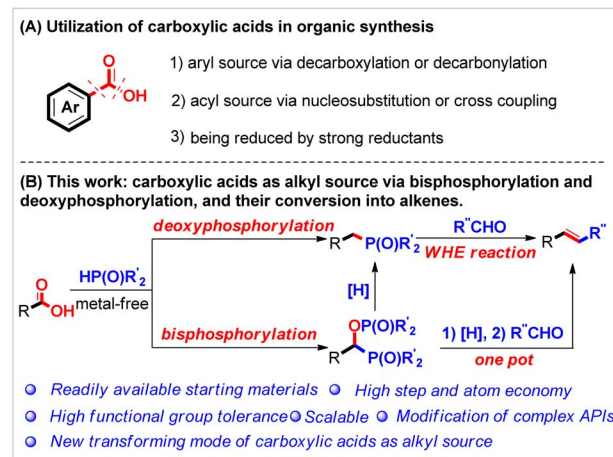 (A) Utilization of carboxylic acids in organic synthesis
O
Ar
OH
1) aryl source via decarboxylation or decarbonylation
2) acyl source via nucleosubstitution or cross coupling
3) being reduced by strong reductants
(B) This work: carboxylic acids as alkyl source via bisphosphorylation and
deoxyphosphorylation, and their conversion into alkenes.
deoxyphosphorylation
R P(O)R'2
R"CHO
WHE reaction
R R"
O
R OH
HP(O)R'2
metal-free
[H]
bisphosphorylation
OP(O)R'2
R P(O)R'2
1) [H], 2) R"CHO
one pot
Readily available starting materials High step and atom economy
High functional group tolerance Scalable Modification of complex APIs
New transforming mode of carboxylic acids as alkyl source